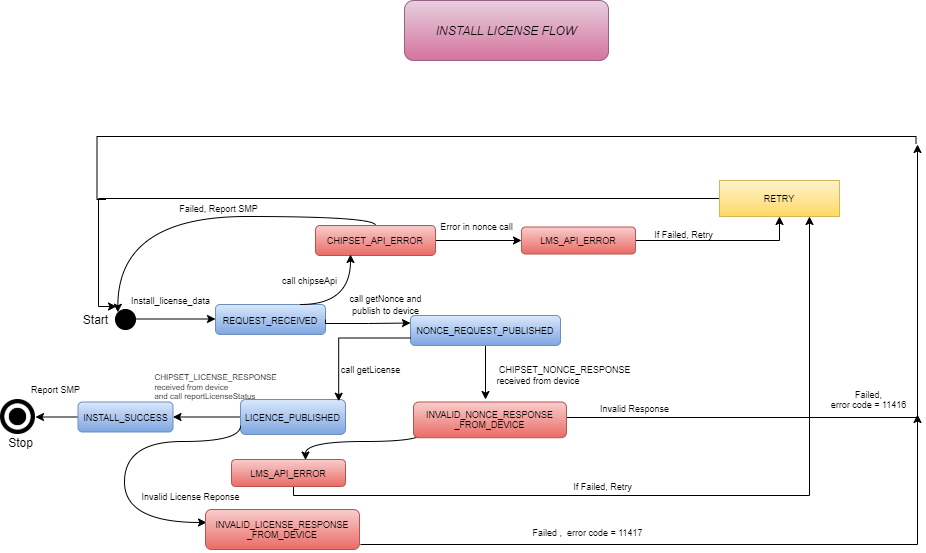 INSTALL LICENSE FLOW
RETRY
Failed, Report SMP
Error in nonce call
CHIPSET_API_ERROR
LMS_API_ERROR
If Failed, Retry
call chipseApi
Install_license_data
call getNonce and
publish to device
Start
REQUEST_RECEIVED
NONCE_REQUEST_PUBLISHED
call getLicense
CHIPSET_NONCE_RESPONSE
received from device
CHIPSET_LICENSE_RESPONSE
received from device
and call reportLicenseStatus
Report SMP
Failed,
error code = 11416
Invalid Response
INSTALL_SUCCESS
LICENCE_PUBLISHED
INVALID_NONCE_RESPONSE
_FROM_DEVICE
Stop
LMS_API_ERROR
If Failed, Retry
Invalid License Reponse
INVALID_LICENSE_RESPONSE
_FROM_DEVICE
Failed , error code = 11417